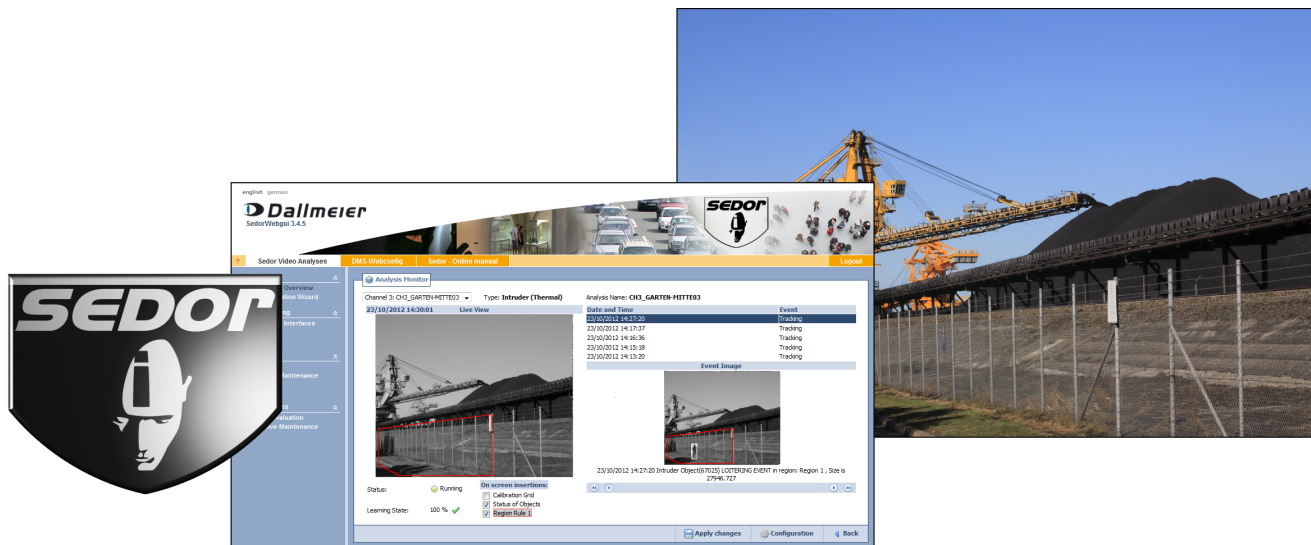 english german
Dallmeier
SedorWebgui 3.4.5
SEDOR
Sedor Video Analyses
DMS-Webconfig
Sedor - Online manual
Logout
Overview
Wizard
Interfaces
Maintenance
Maintenance
SEDOR
Analysis Monitor
Channel 3: CH3_GARTEN-MITTE03
Type: Intruder (Thermal)
Analysis Name: CH3_GARTEN-MITTE03
23/10/2012 14:30:01 Live View
Date and Time Event
23/10/2012 14:27:20 Tracking
23/10/2012 14:17:37 Tracking
23/10/2012 14:16:36 Tracking
23/10/2012 14:15:18 Tracking
23/10/2012 14:13:20 Tracking
Event Image
23/10/2012 14:27:20 Intruder Object(67025) LOITERING EVENT in region: Region 1 , Size is
27946.727
Status: Running
Learning State: 100 %
On screen insertions:
Calibration Grid
Status of Objects
Region Rule 1
Apply changes
Configuration
Back